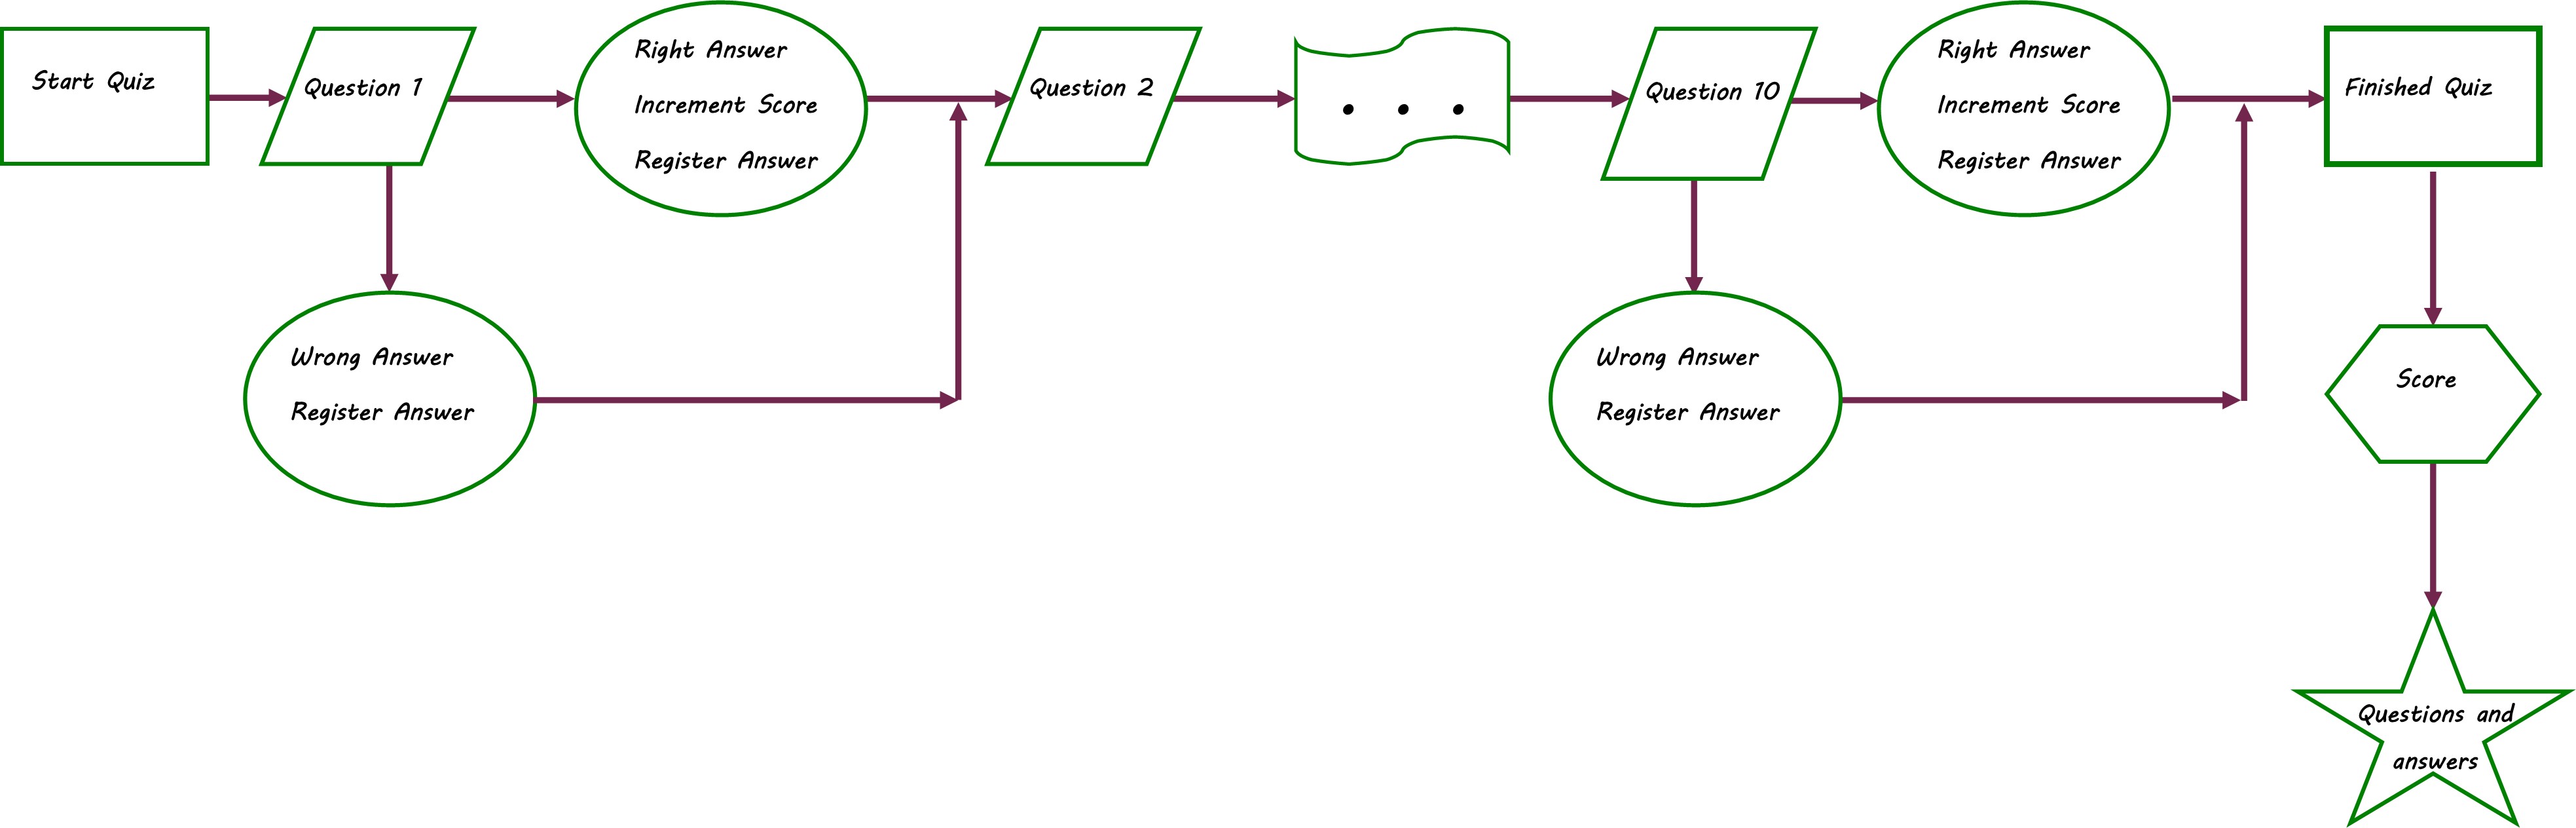 Start Quiz
Question 1
Right Answer
Increment Score
Register Answer
Wrong Answer
Register Answer
Question 2
. . .
Question 10
Right Answer
Increment Score
Register Answer
Wrong Answer
Register Answer
Finished Quiz
Score
Questions and
answers